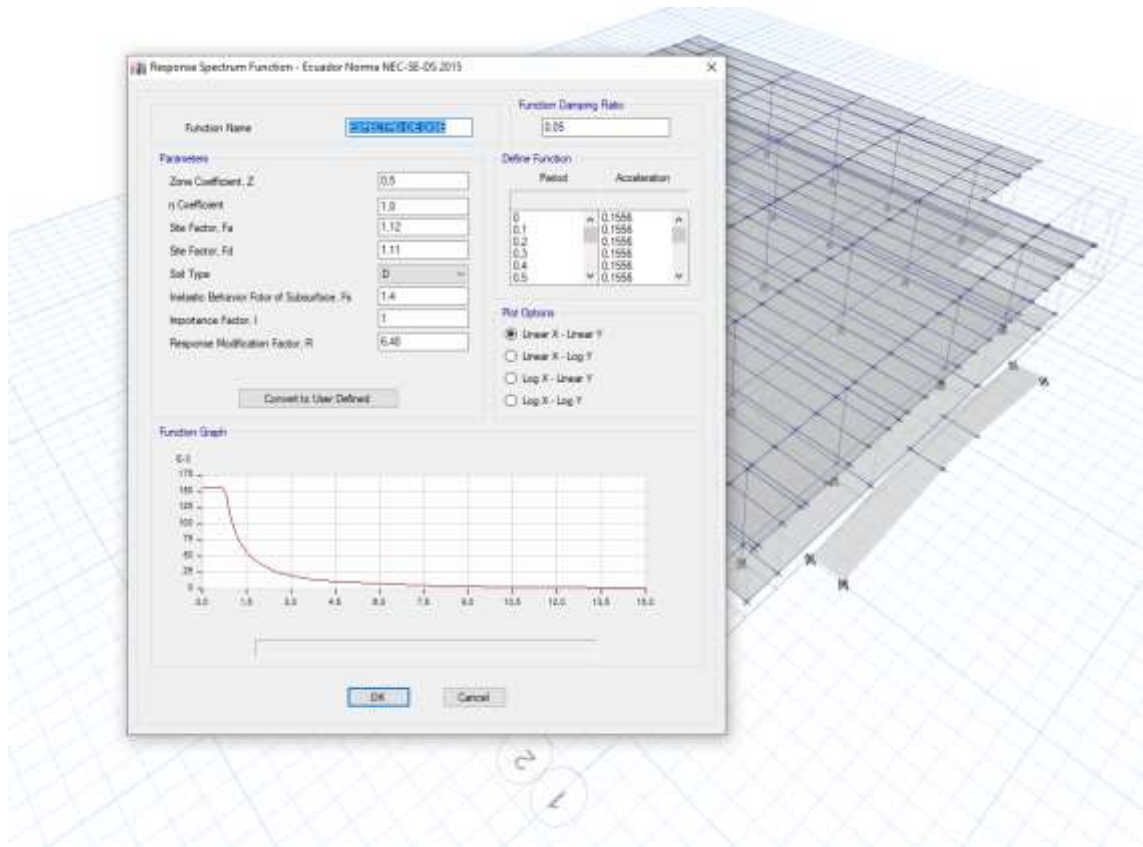 Response Spectrum Function - Ecuador Norma NEC-SE-DS 2015
Function Name
Function Damping Ratio
0.05
Parameters
Zone Coefficient, Z
0,5
η Coefficient
1,8
Site Factor, Fa
1.12
Site Factor, Fd
1.11
Soil Type
D
Inelastic Behavior Fctor of Subsurface, Fs
1.4
Importance Factor, I
1
Response Modification Factor, R
6.48
Convert to User Defined
Define Function
Period Acceleration
0 0.1556
0.1 0.1556
0.2 0.1556
0.3 0.1556
0.4 0.1556
0.5 0.1556
Plot Options
Linear X - Linear Y
Linear X - Log Y
Log X - Linear Y
Log X - Log Y
Function Graph
E-3
175
150
125
100
75
50
25
0
0.0 1.5 3.0 4.5 6.0 7.5 9.0 10.5 12.0 13.5 15.0
OK
Cancel